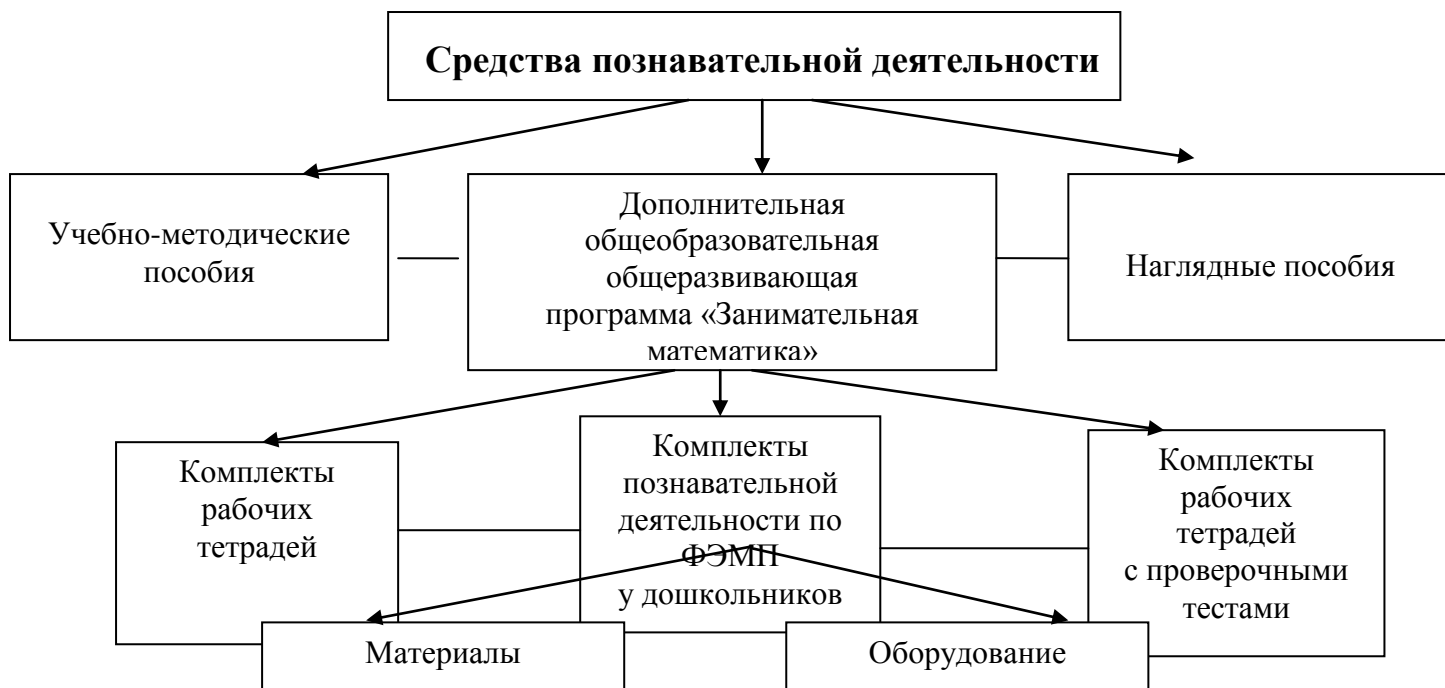 Средства познавательной деятельности
Учебно-методические
пособия
Дополнительная
общеобразовательная
общеразвивающая
программа «Занимательная
математика»
Наглядные пособия
Комплекты
рабочих
тетрадей
Комплекты
познавательной
деятельности по
ФЭМП
у дошкольников
Комплекты
рабочих
тетрадей
с проверочными
тестами
Материалы
Оборудование